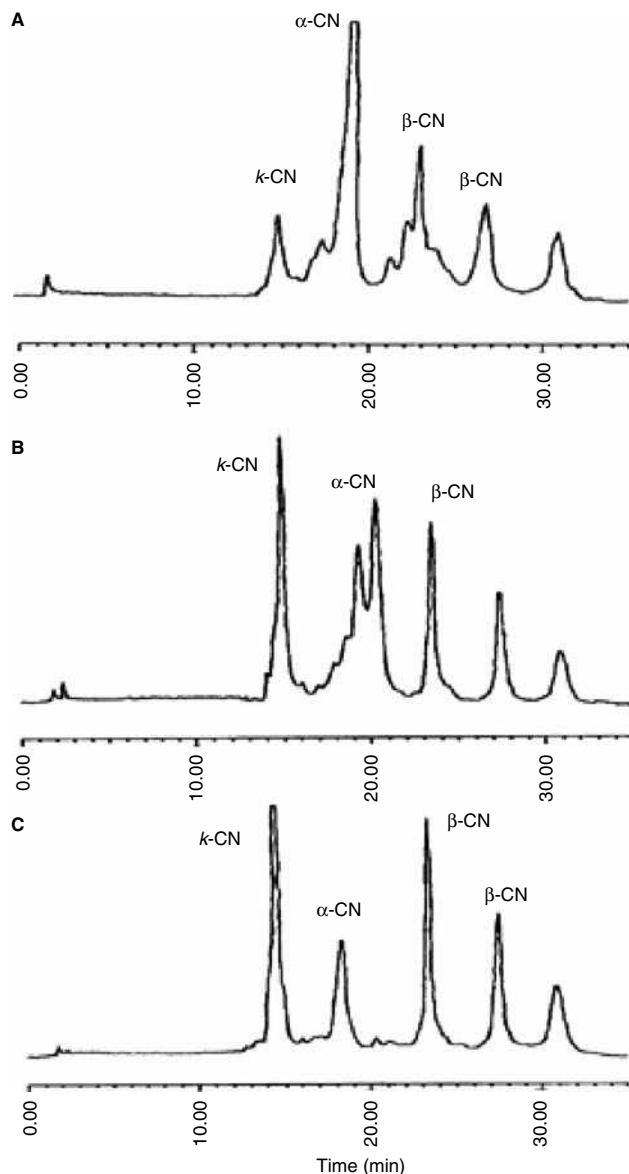 A
α-CN
β-CN
k-CN
β-CN
0.00
10.00
20.00
30.00
B
k-CN
α-CN
β-CN
0.00
10.00
20.00
30.00
C
k-CN
β-CN
α-CN
β-CN
0.00
10.00
20.00
30.00
Time (min)